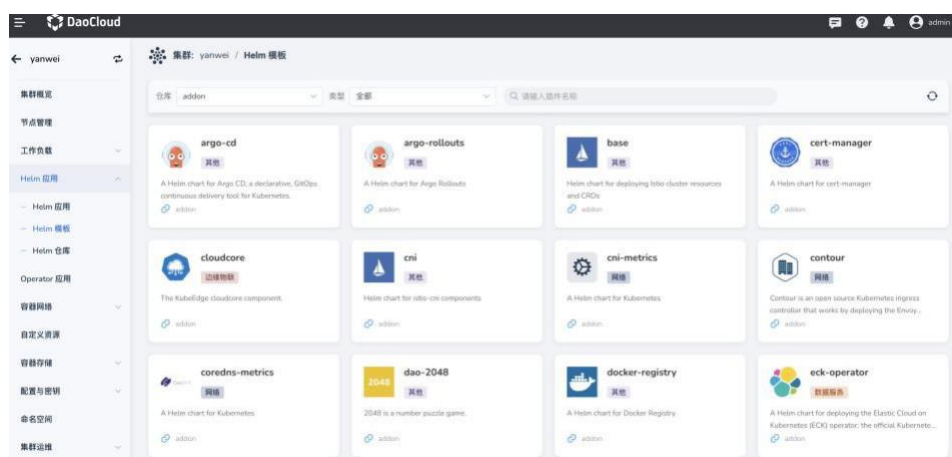 DaoCloud
admin
yanwei
集群: yanwei / Helm 模板
集群概览
节点管理
工作负载
Helm 应用
Helm 应用
Helm 模板
Helm 仓库
Operator 应用
容器网络
自定义资源
容器存储
配置与密钥
命名空间
集群运维
仓库 addon
类型 全部
请输入插件名称
argo-cd
其他
A Helm chart for Argo CD, a declarative, GitOps
continuous delivery tool for Kubernetes.
addon
argo-rollouts
其他
A Helm chart for Argo Rollouts
addon
base
其他
Helm chart for deploying Istio cluster resources
and CRDs
addon
cert-manager
其他
A Helm chart for cert-manager
addon
cloudcore
边缘物联
The KubeEdge cloudcore component.
addon
cni
其他
Helm chart for istio-cni components
addon
cni-metrics
网络
A Helm chart for Kubernetes
addon
contour
网络
Contour is an open source Kubernetes ingress
controller that works by deploying the Envoy...
addon
coredns-metrics
网络
A Helm chart for Kubernetes
addon
2048
dao-2048
其他
2048 is a number puzzle game.
addon
docker-registry
其他
A Helm chart for Docker Registry
addon
eck-operator
数据服务
A Helm chart for deploying the Elastic Cloud on
Kubernetes (ECK) operator: the official Kubernete...
addon